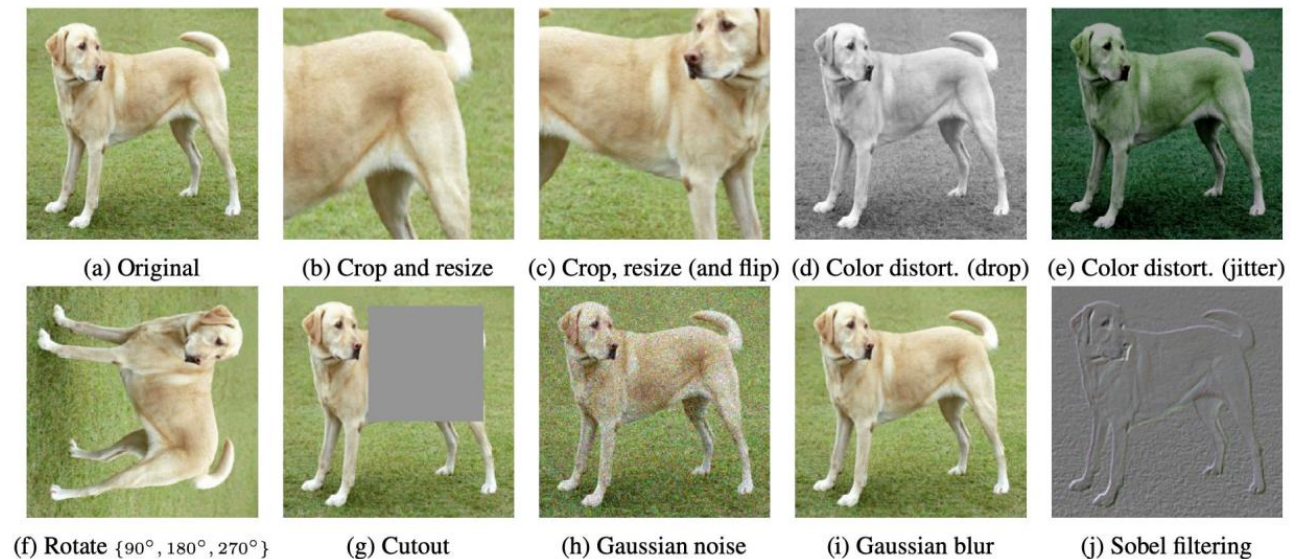 (a) Original
(b) Crop and resize
(c) Crop, resize (and flip)
(d) Color distort. (drop)
(e) Color distort. (jitter)
(f) Rotate {90°, 180°, 270°}
(g) Cutout
(h) Gaussian noise
(i) Gaussian blur
(j) Sobel filtering